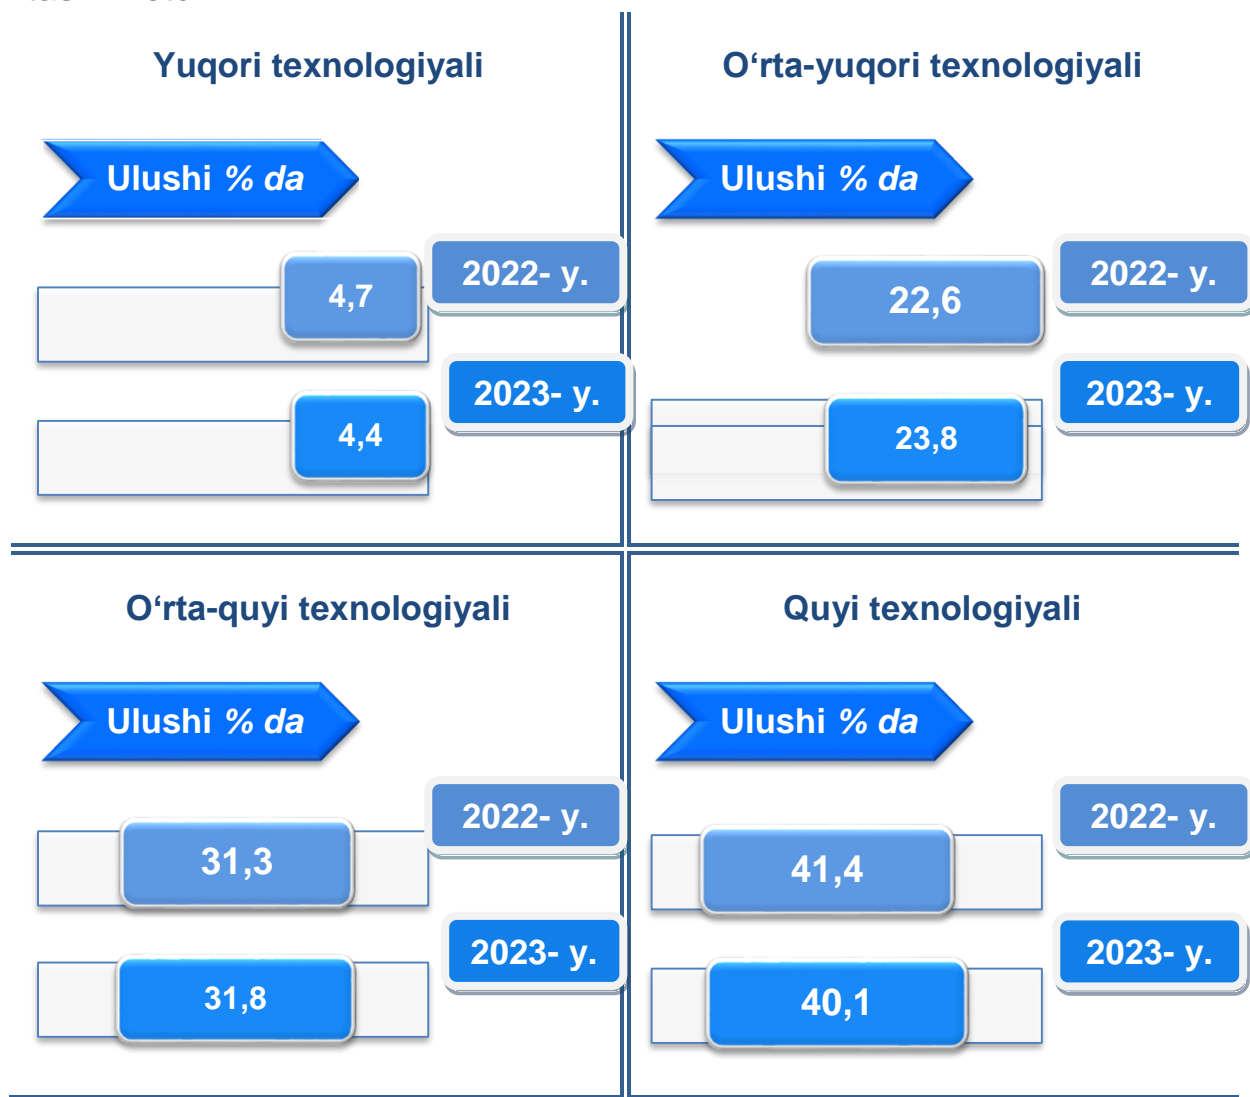 Yuqori texnologiyali
Ulushi % da
2022- y.
4,7
2023- y.
4,4
O‘rta-yuqori texnologiyali
Ulushi % da
2022- y.
22,6
2023- y.
23,8
O‘rta-quyi texnologiyali
Ulushi % da
2022- y.
31,3
2023- y.
31,8
Quyi texnologiyali
Ulushi % da
2022- y.
41,4
2023- y.
40,1